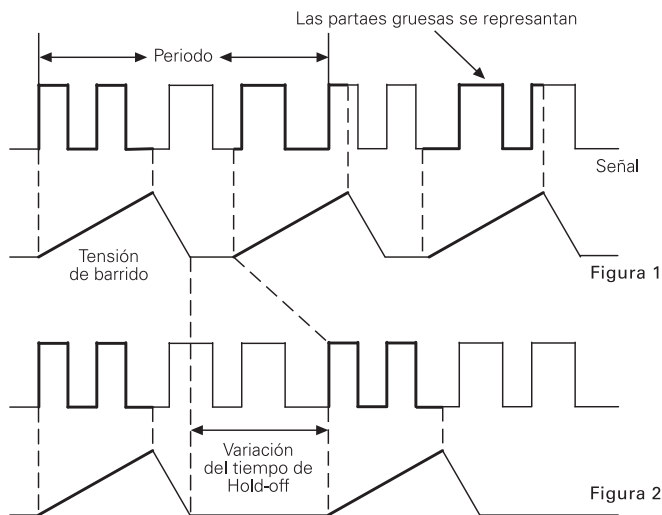 Las partaes gruesas se represantan
Periodo
Señal
Tensión
de barrido
Figura 1
Variación
del tiempo de
Hold-off
Figura 2